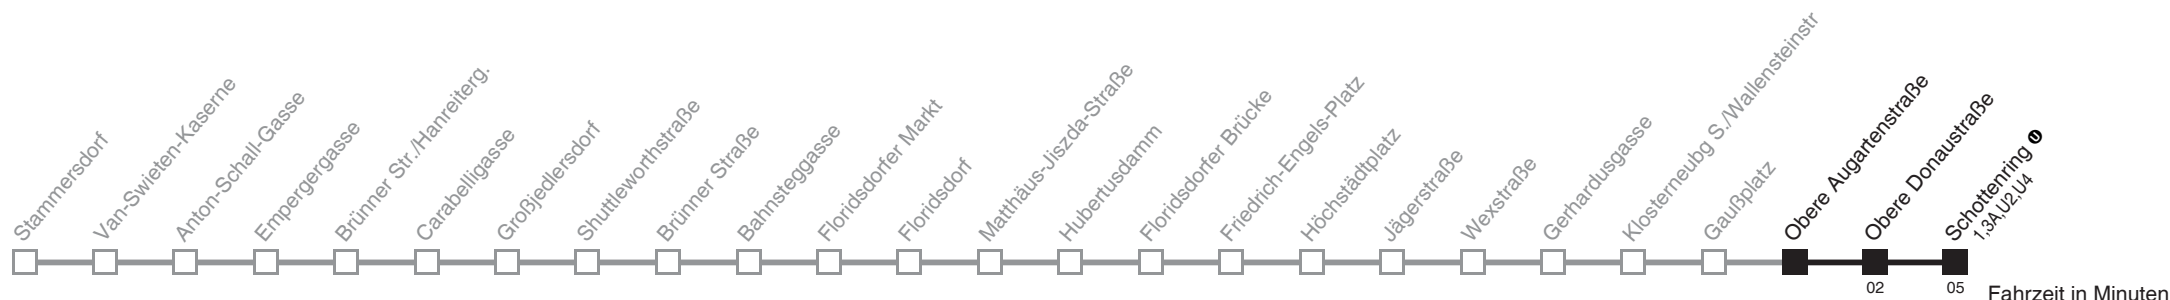 Stammersdorf
Van-Swieten-Kaserne
Anton-Schall-Gasse
Empergergasse
Brünner Str./Hanreiterg.
Carabelligasse
Großjedlersdorf
Shuttleworthstraße
Brünner Straße
Bahnsteggasse
Floridsdorfer Markt
Floridsdorf
Matthäus-Jiszda-Straße
Hubertusdamm
Floridsdorfer Brücke
Friedrich-Engels-Platz
Höchstädtplatz
Jägerstraße
Wexstraße
Gerhardusgasse
Klosterneubg S./Wallensteinstr
Gaußplatz
Obere Augartenstraße
Obere Donaustraße
Schottenring U
1,3A,U2,U4
02
05
Fahrzeit in Minuten